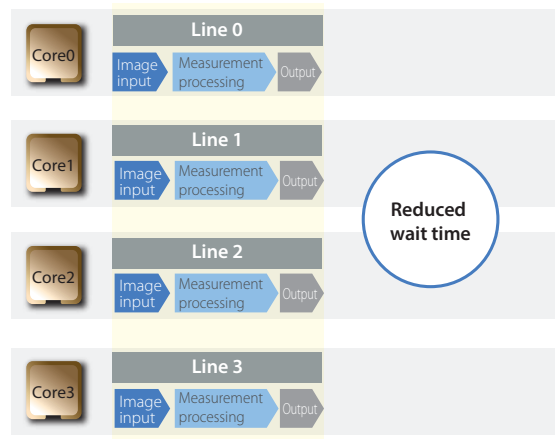 Core0
Line 0
Image
input
Measurement
processing
Output
Core1
Line 1
Image
input
Measurement
processing
Output
Reduced
wait time
Core2
Line 2
Image
input
Measurement
processing
Output
Core3
Line 3
Image
input
Measurement
processing
Output